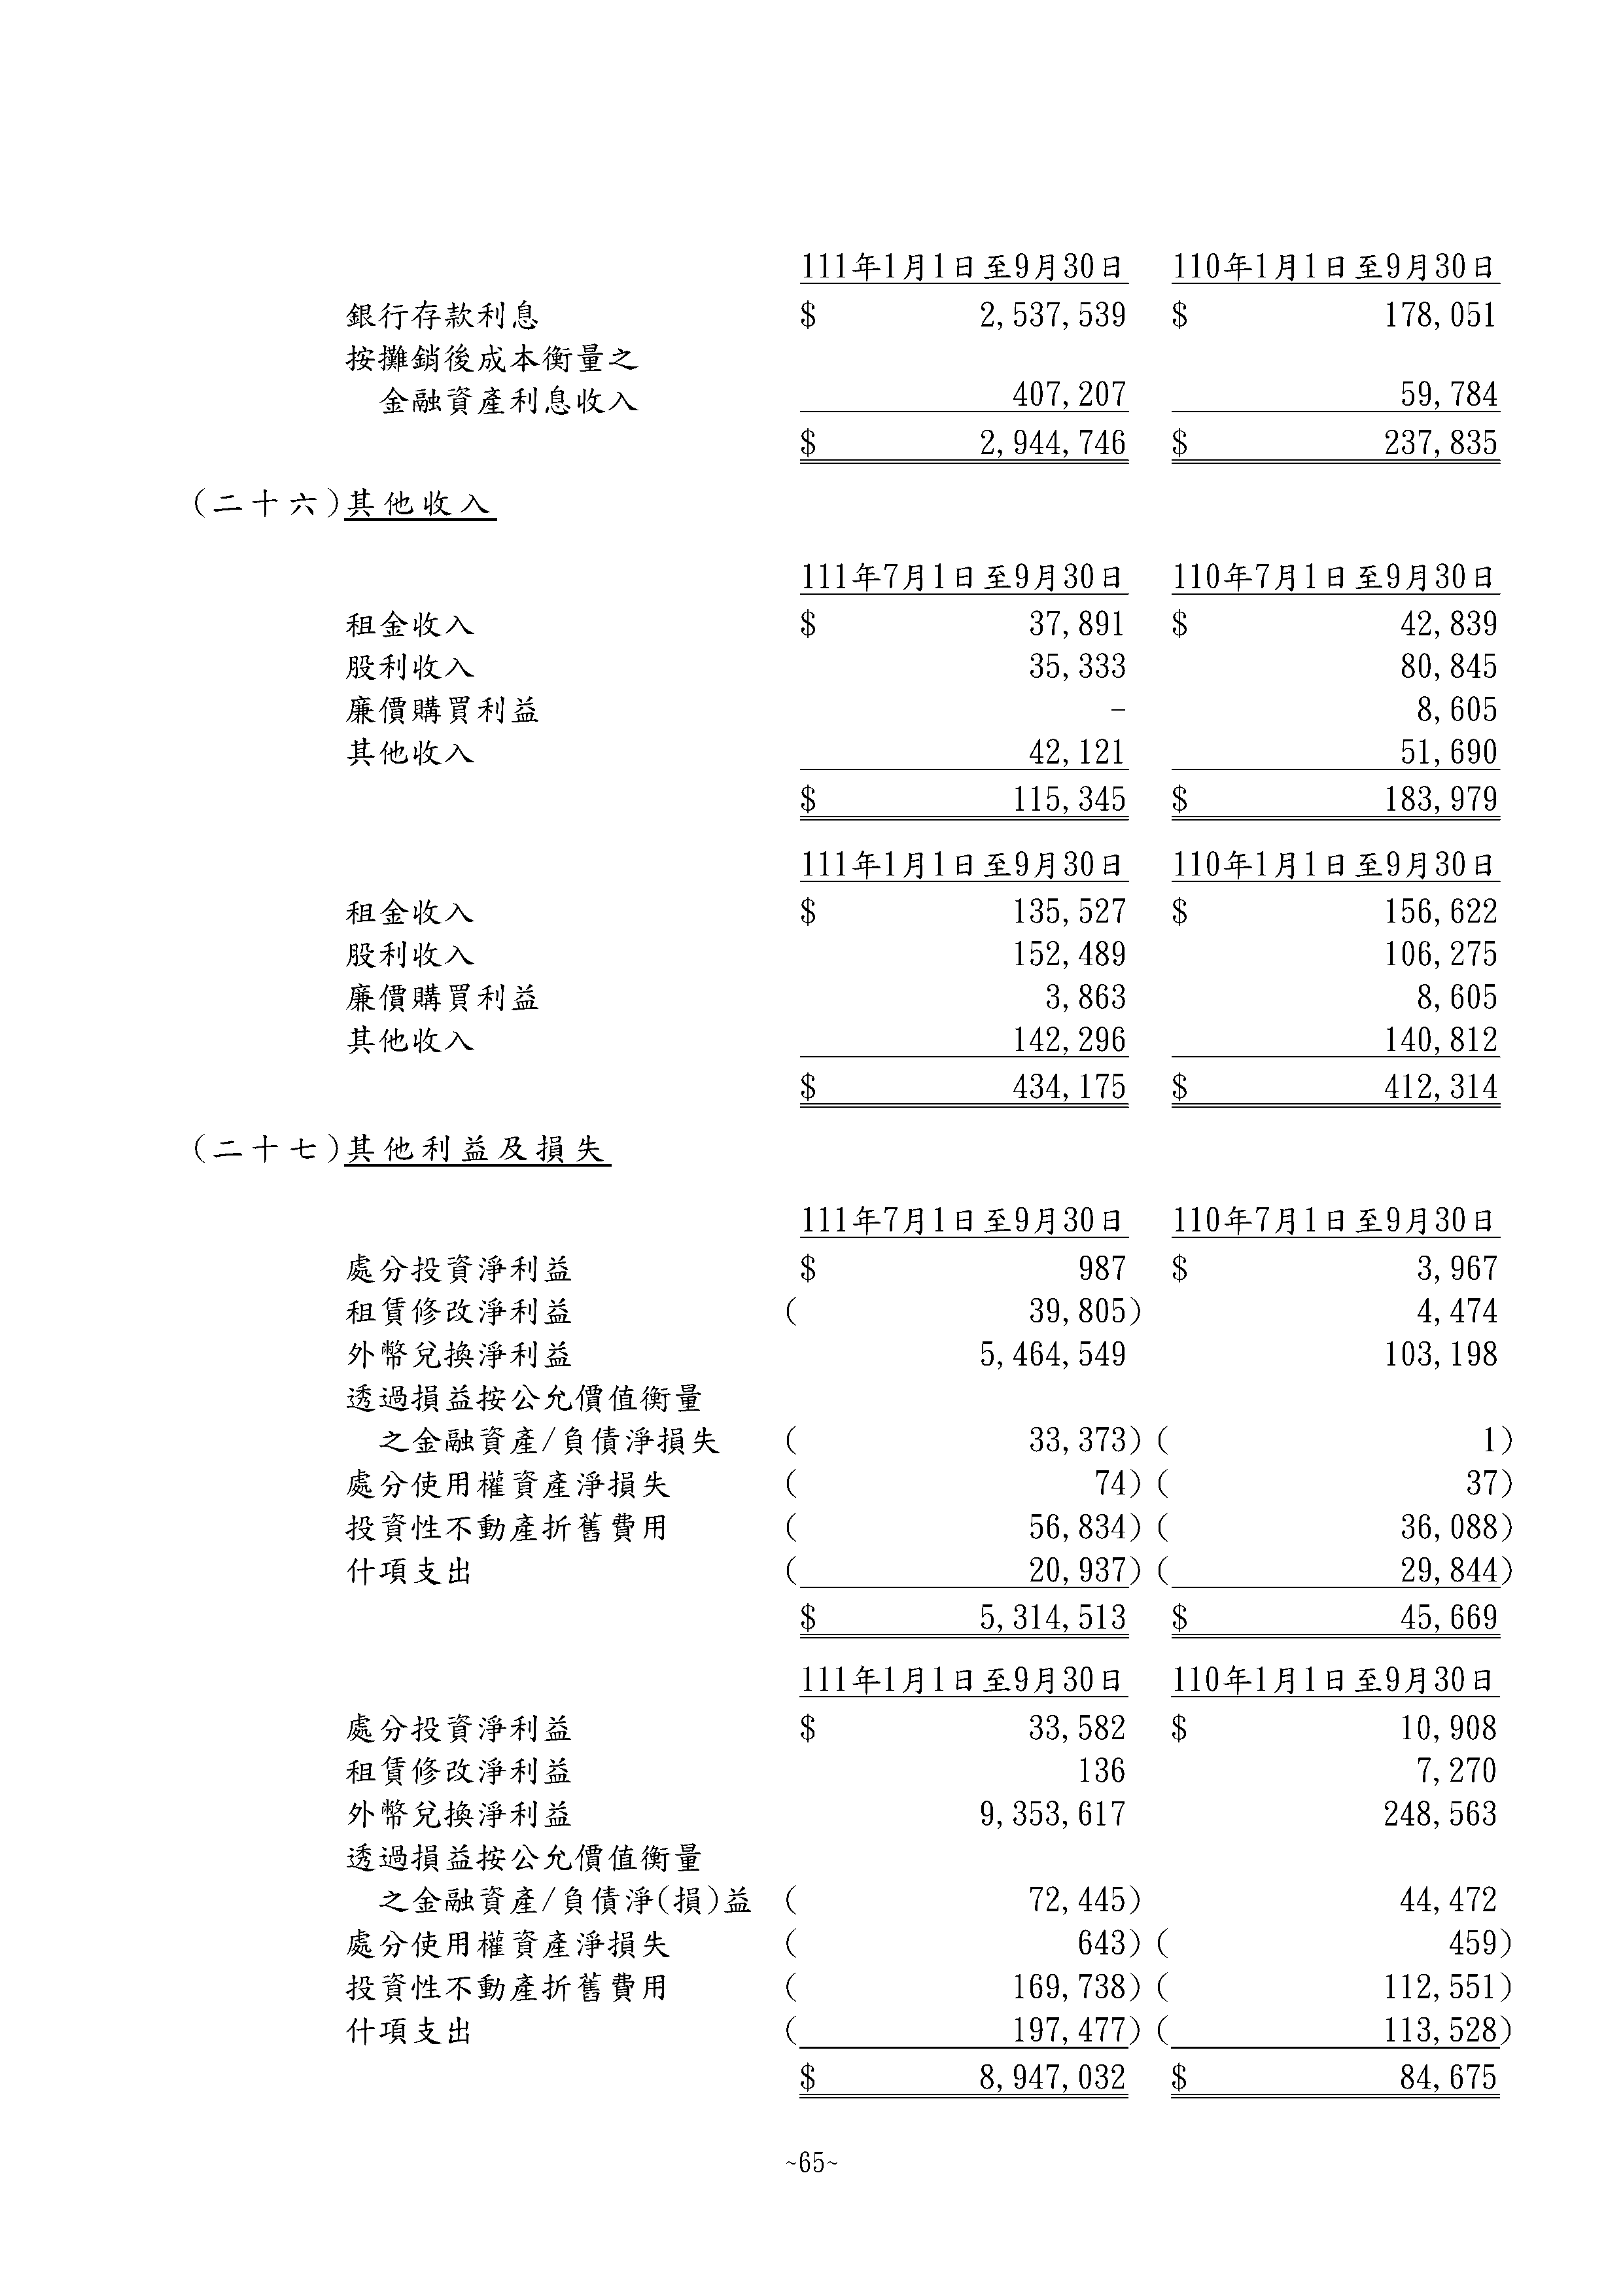 111年1月1日至9月30日 110年1月1日至9月30日
銀行存款利息 $ 2,537,539 $ 178,051
按攤銷後成本衡量之
金融資產利息收入 407,207 59,784
$ 2,944,746 $ 237,835
(二十六)其他收入
111年7月1日至9月30日 110年7月1日至9月30日
租金收入 $ 37,891 $ 42,839
股利收入 35,333 80,845
廉價購買利益 - 8,605
其他收入 42,121 51,690
$ 115,345 $ 183,979
111年1月1日至9月30日 110年1月1日至9月30日
租金收入 $ 135,527 $ 156,622
股利收入 152,489 106,275
廉價購買利益 3,863 8,605
其他收入 142,296 140,812
$ 434,175 $ 412,314
(二十七)其他利益及損失
111年7月1日至9月30日 110年7月1日至9月30日
處分投資淨利益 $ 987 $ 3,967
租賃修改淨利益 ( 39,805) 4,474
外幣兌換淨利益 5,464,549 103,198
透過損益按公允價值衡量
之金融資產/負債淨損失 ( 33,373) ( 1)
處分使用權資產淨損失 ( 74) ( 37)
投資性不動產折舊費用 ( 56,834) ( 36,088)
什項支出 ( 20,937) ( 29,844)
$ 5,314,513 $ 45,669
111年1月1日至9月30日 110年1月1日至9月30日
處分投資淨利益 $ 33,582 $ 10,908
租賃修改淨利益 136 7,270
外幣兌換淨利益 9,353,617 248,563
透過損益按公允價值衡量
之金融資產/負債淨(損)益 ( 72,445) 44,472
處分使用權資產淨損失 ( 643) ( 459)
投資性不動產折舊費用 ( 169,738) ( 112,551)
什項支出 ( 197,477) ( 113,528)
$ 8,947,032 $ 84,675
~65~